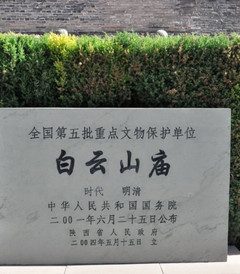 全国第五批重点文物保护单位
白云山庙
时代 明清
中华人民共和国国务院
二00一年六月二十五日公布
陕西省人民政府
二00四年五月十五日 立